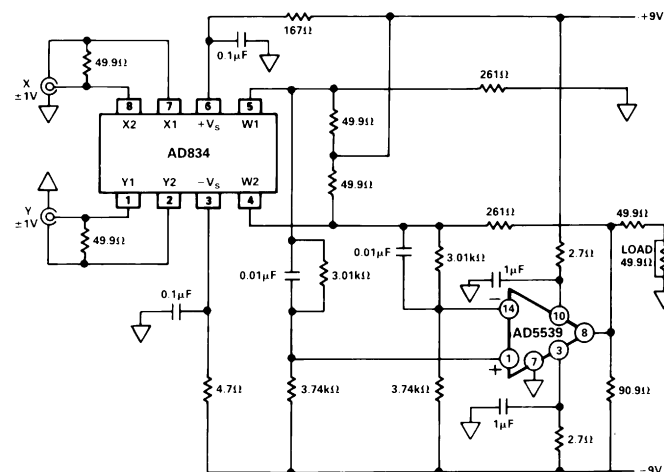 +9V
167Ω
0.1µF
49.9Ω
X
±1V
261Ω
8
7
6
5
X2
X1
+VS
W1
49.9Ω
AD834
Y1
Y2
−VS
W2
49.9Ω
1
2
3
4
Y
±1V
261Ω
49.9Ω
49.9Ω
0.01µF
3.01kΩ
2.7Ω
LOAD
49.9Ω
0.01µF
3.01kΩ
1µF
0.1µF
−
14
10
AD5539
8
1
3
7
+
4.7Ω
3.74kΩ
3.74kΩ
90.9Ω
1µF
2.7Ω
−9V